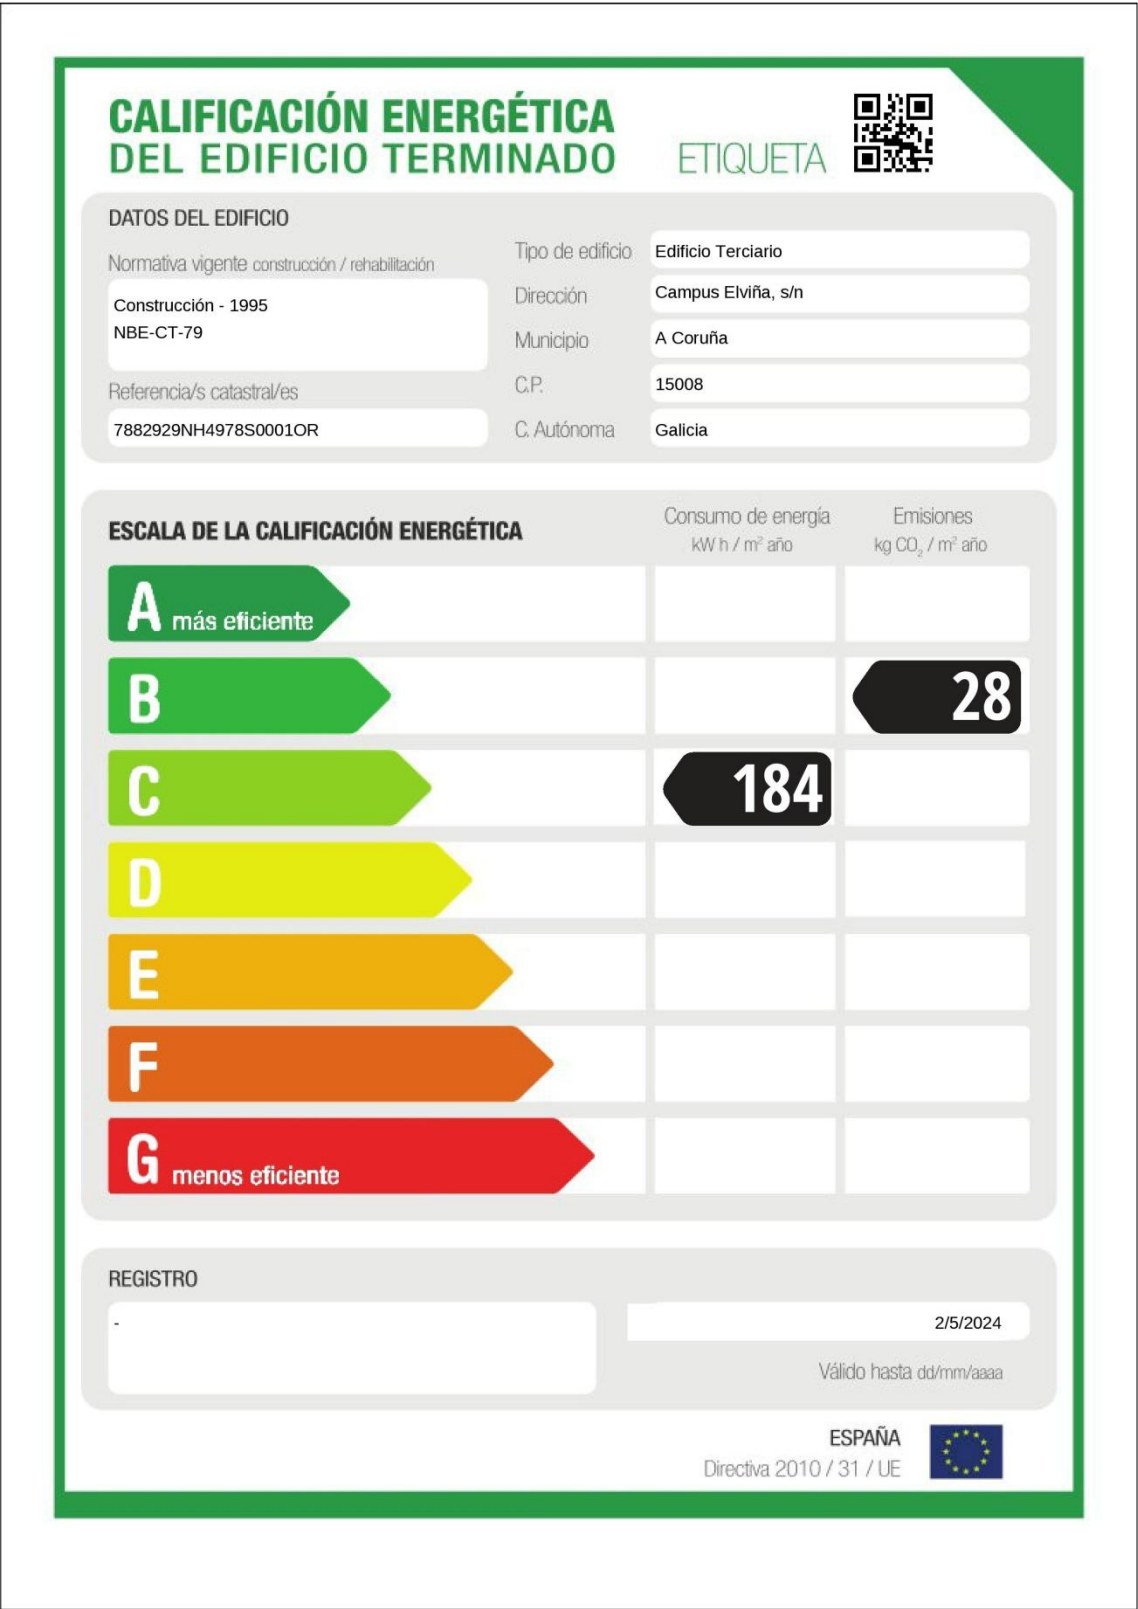 CALIFICACIÓN ENERGÉTICA
DEL EDIFICIO TERMINADO
ETIQUETA
DATOS DEL EDIFICIO
Normativa vigente construcción / rehabilitación
Construcción - 1995
NBE-CT-79
Referencia/s catastral/es
7882929NH4978S0001OR
Tipo de edificio
Edificio Terciario
Dirección
Campus Elviña, s/n
Municipio
A Coruña
C.P.
15008
C. Autónoma
Galicia
ESCALA DE LA CALIFICACIÓN ENERGÉTICA
Consumo de energía
kW h / m² año
Emisiones
kg CO₂ / m² año
A más eficiente
B
28
C
184
D
E
F
G menos eficiente
REGISTRO
-
2/5/2024
Válido hasta dd/mm/aaaa
ESPAÑA
Directiva 2010 / 31 / UE